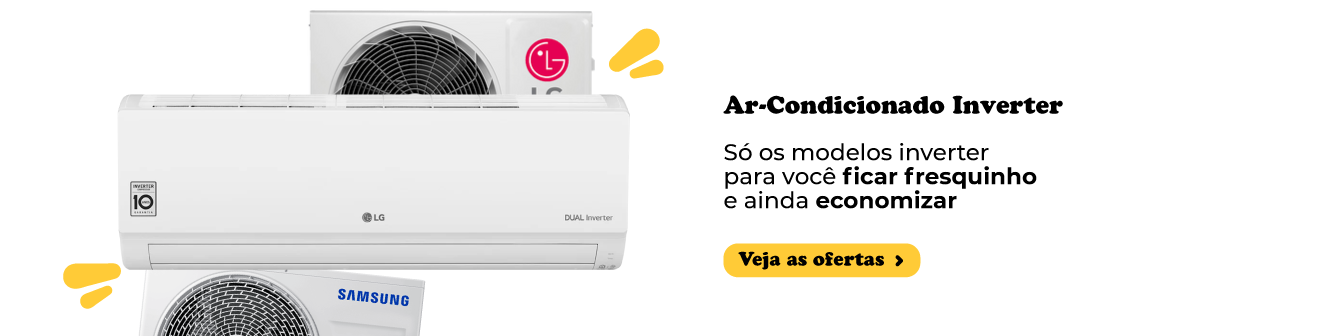 LG
INVERTER
10
LG
DUAL Inverter
SAMSUNG
Ar-Condicionado Inverter
Só os modelos inverter
para você ficar fresquinho
e ainda economizar
Veja as ofertas